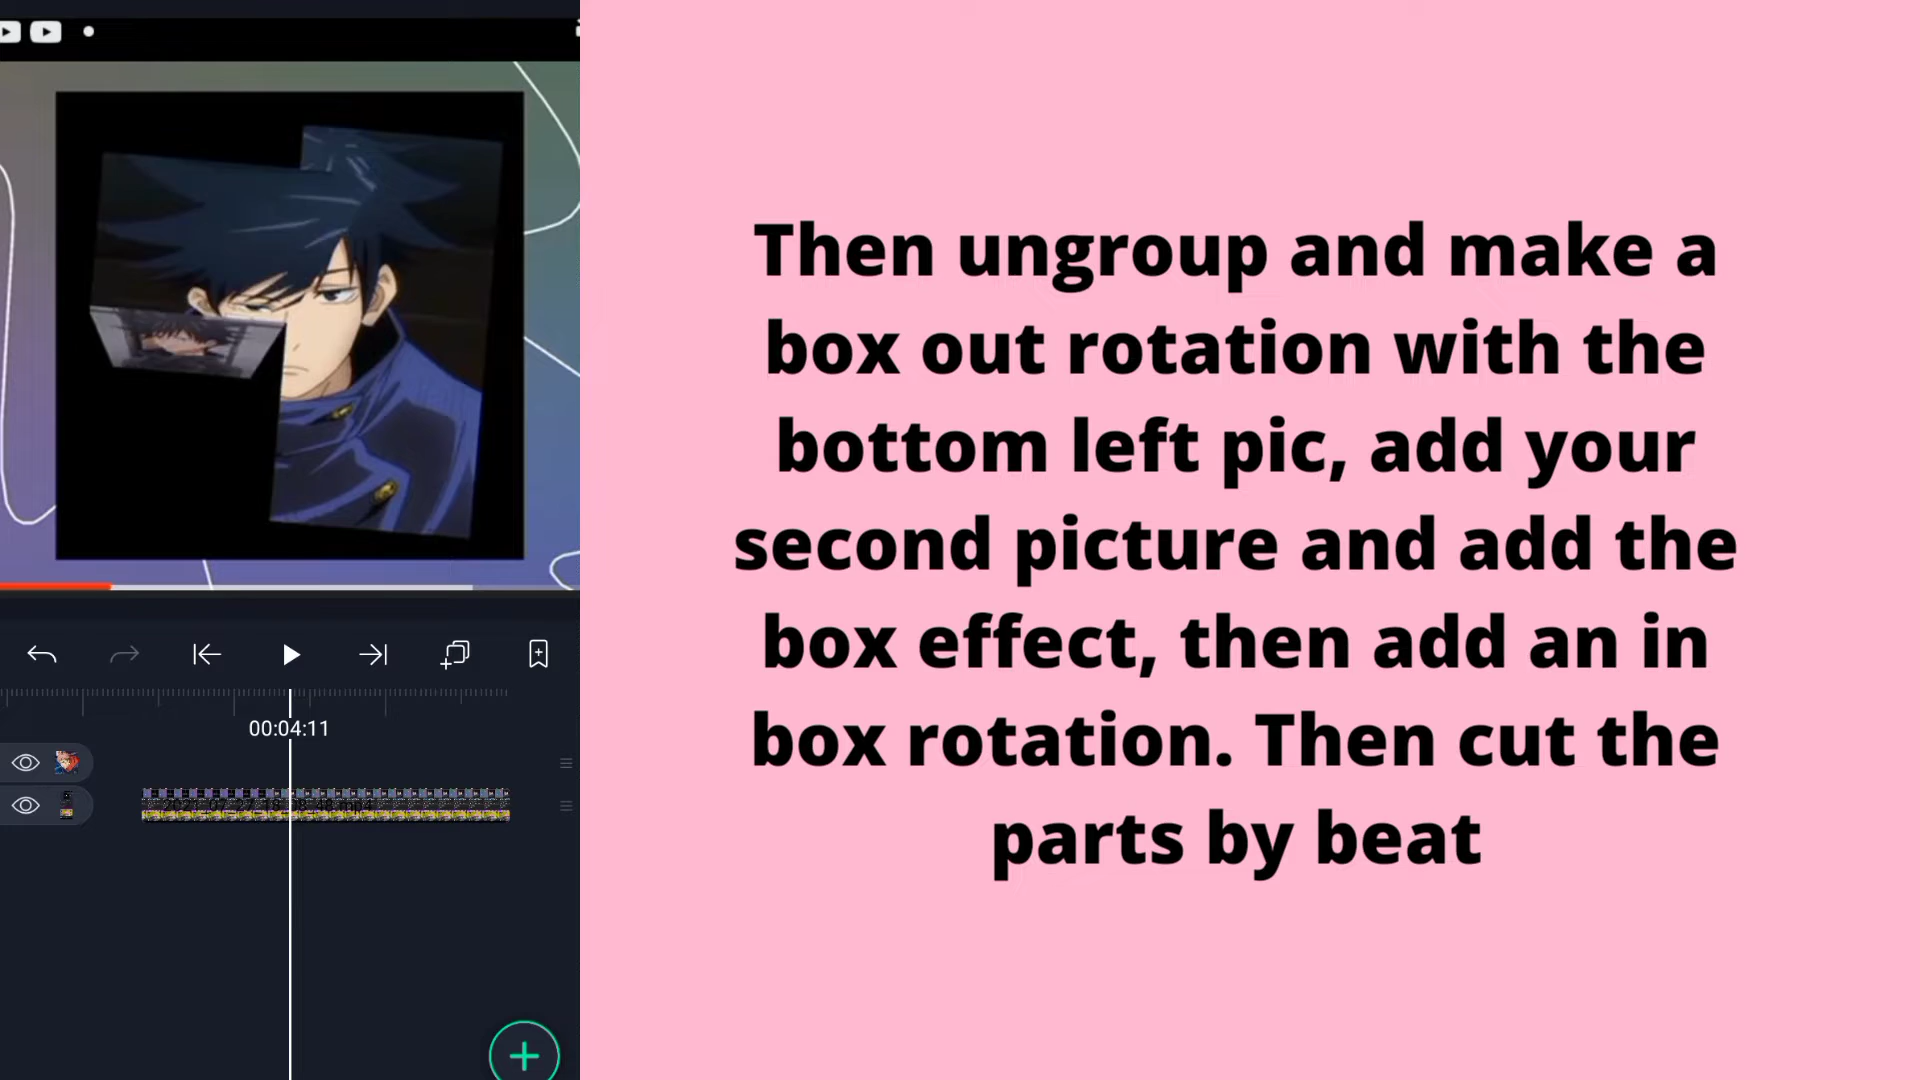 Then ungroup and make a
box out rotation with the
bottom left pic, add your
second picture and add the
box effect, then add an in
box rotation. Then cut the
parts by beat
00:04:11